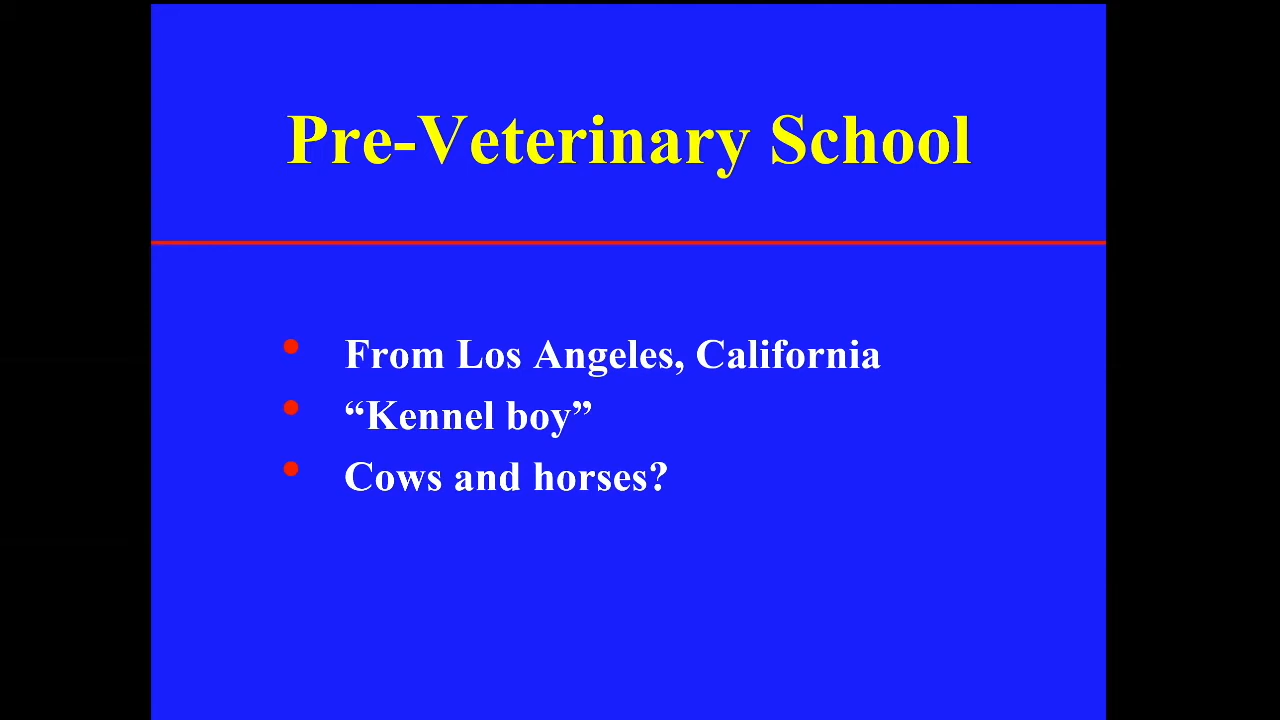 Pre-Veterinary School
• From Los Angeles, California
• “Kennel boy”
• Cows and horses?